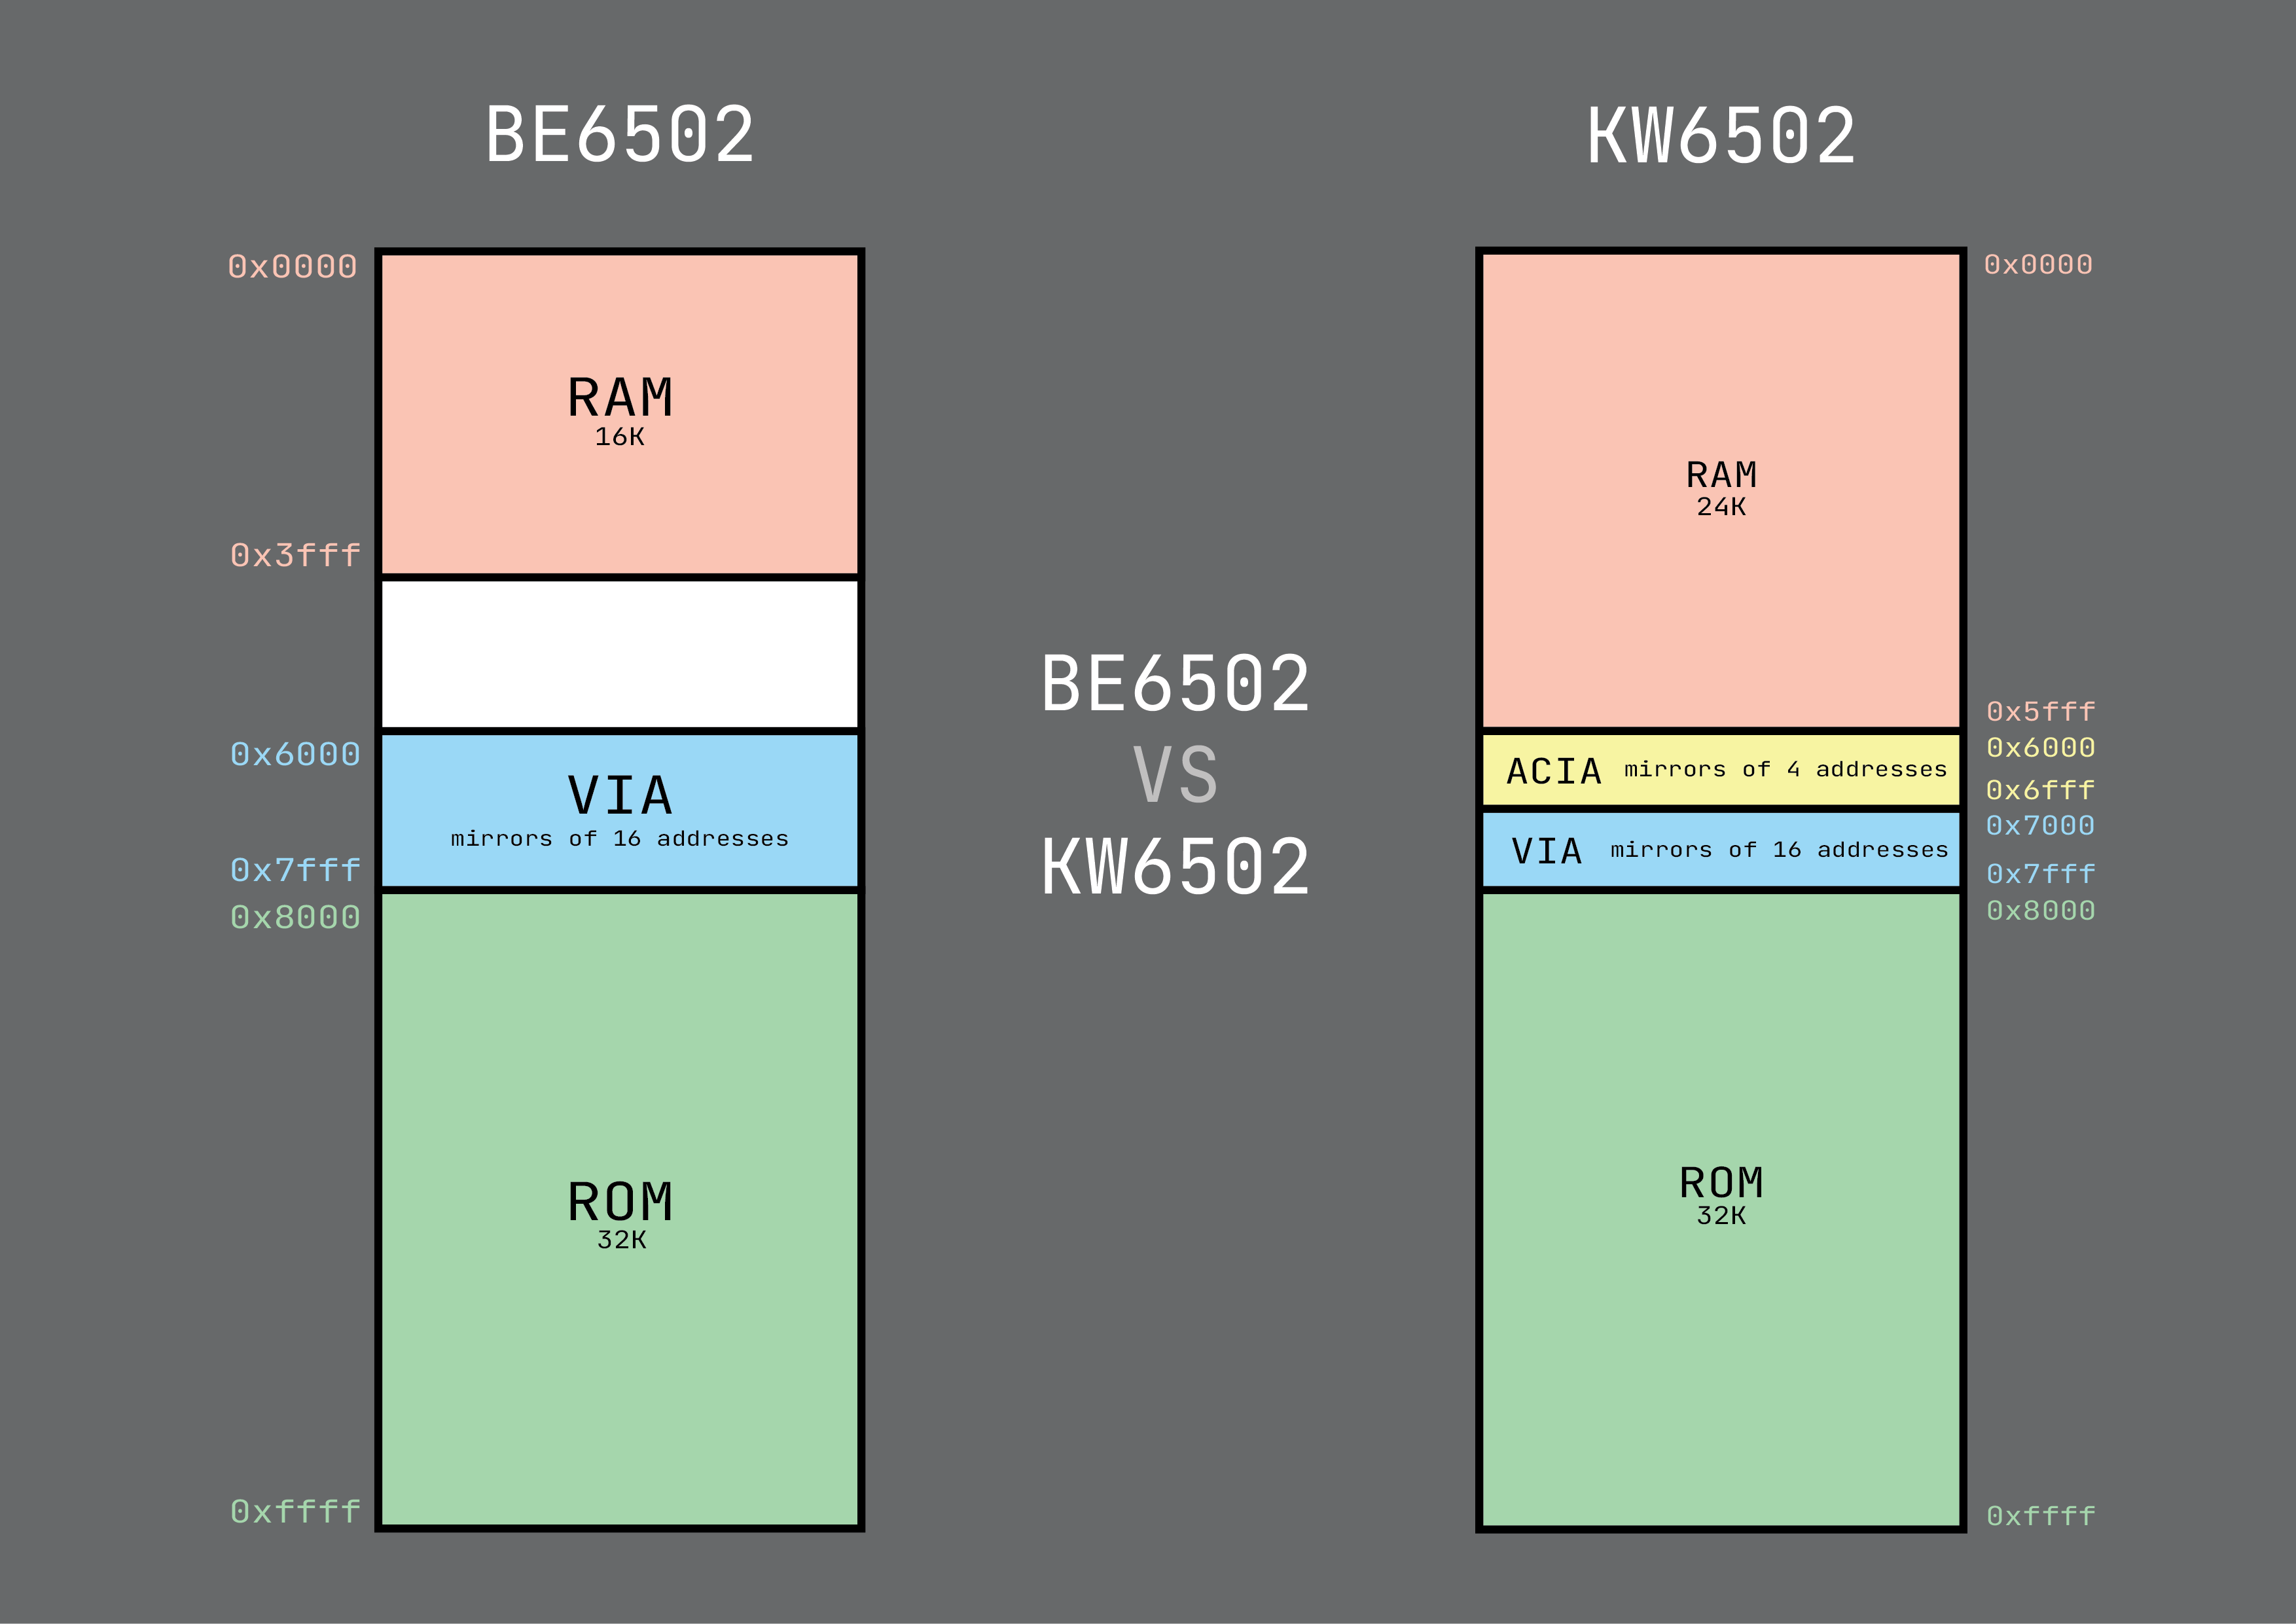 BE6502
0x0000
RAM
16K
0x3fff
0x6000
VIA
mirrors of 16 addresses
0x7fff
0x8000
ROM
32K
0xffff
BE6502
VS
KW6502
KW6502
0x0000
RAM
24K
0x5fff
0x6000
ACIA mirrors of 4 addresses
0x6fff
0x7000
VIA mirrors of 16 addresses
0x7fff
0x8000
ROM
32K
0xffff